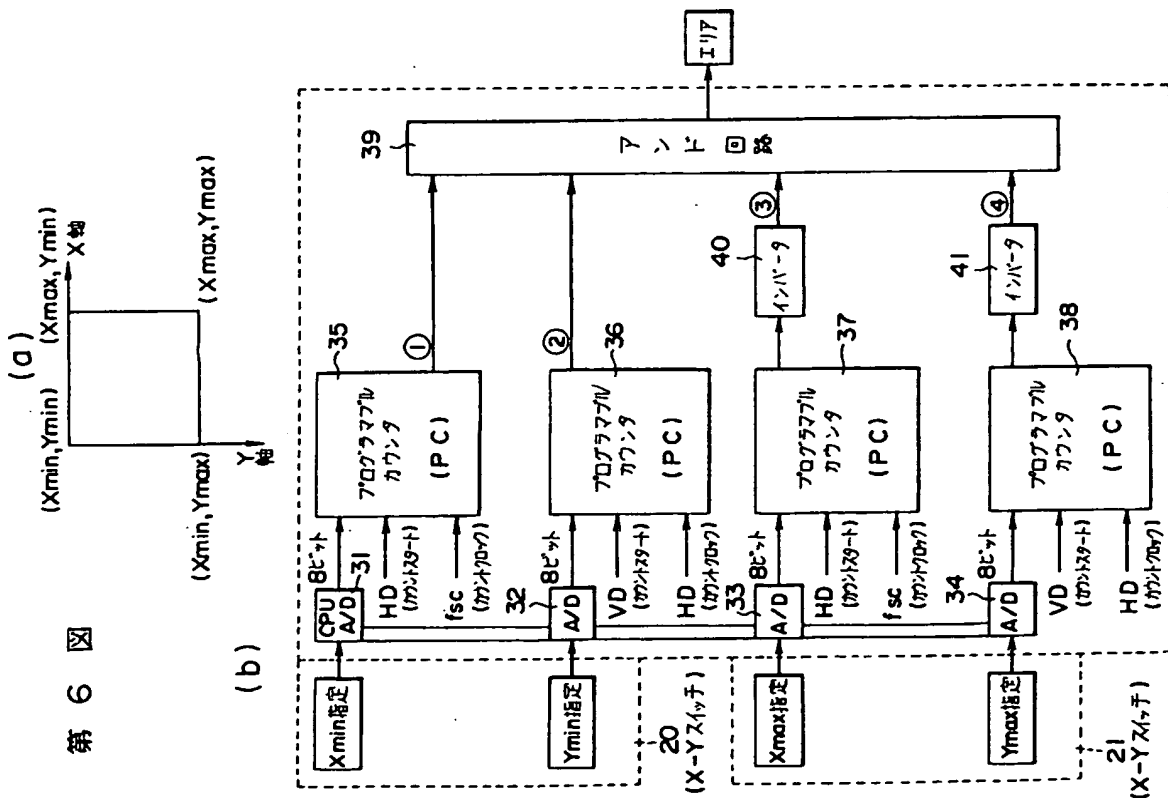 第 6 図
(a)
(Xmin,Ymin)
(Xmax,Ymin)
X軸
(Xmin,Ymax)
(Xmax,Ymax)
Y軸
(b)
Xmin指定
CPU
A/D
31
8ビット
HD
(カウントスタート)
fsc
(カウントクロック)
35
プログラマブル
カウンタ
(PC)
①
Ymin指定
A/D
32
8ビット
VD
(カウントスタート)
HD
(カウントクロック)
36
プログラマブル
カウンタ
(PC)
②
20
(X-Yスイッチ)
Xmax指定
A/D
33
8ビット
HD
(カウントスタート)
fsc
(カウントクロック)
37
プログラマブル
カウンタ
(PC)
40
インバータ
③
Ymax指定
A/D
34
8ビット
VD
(カウントスタート)
HD
(カウントクロック)
38
プログラマブル
カウンタ
(PC)
41
インバータ
④
21
(X-Yスイッチ)
39
アンド回路
エリア